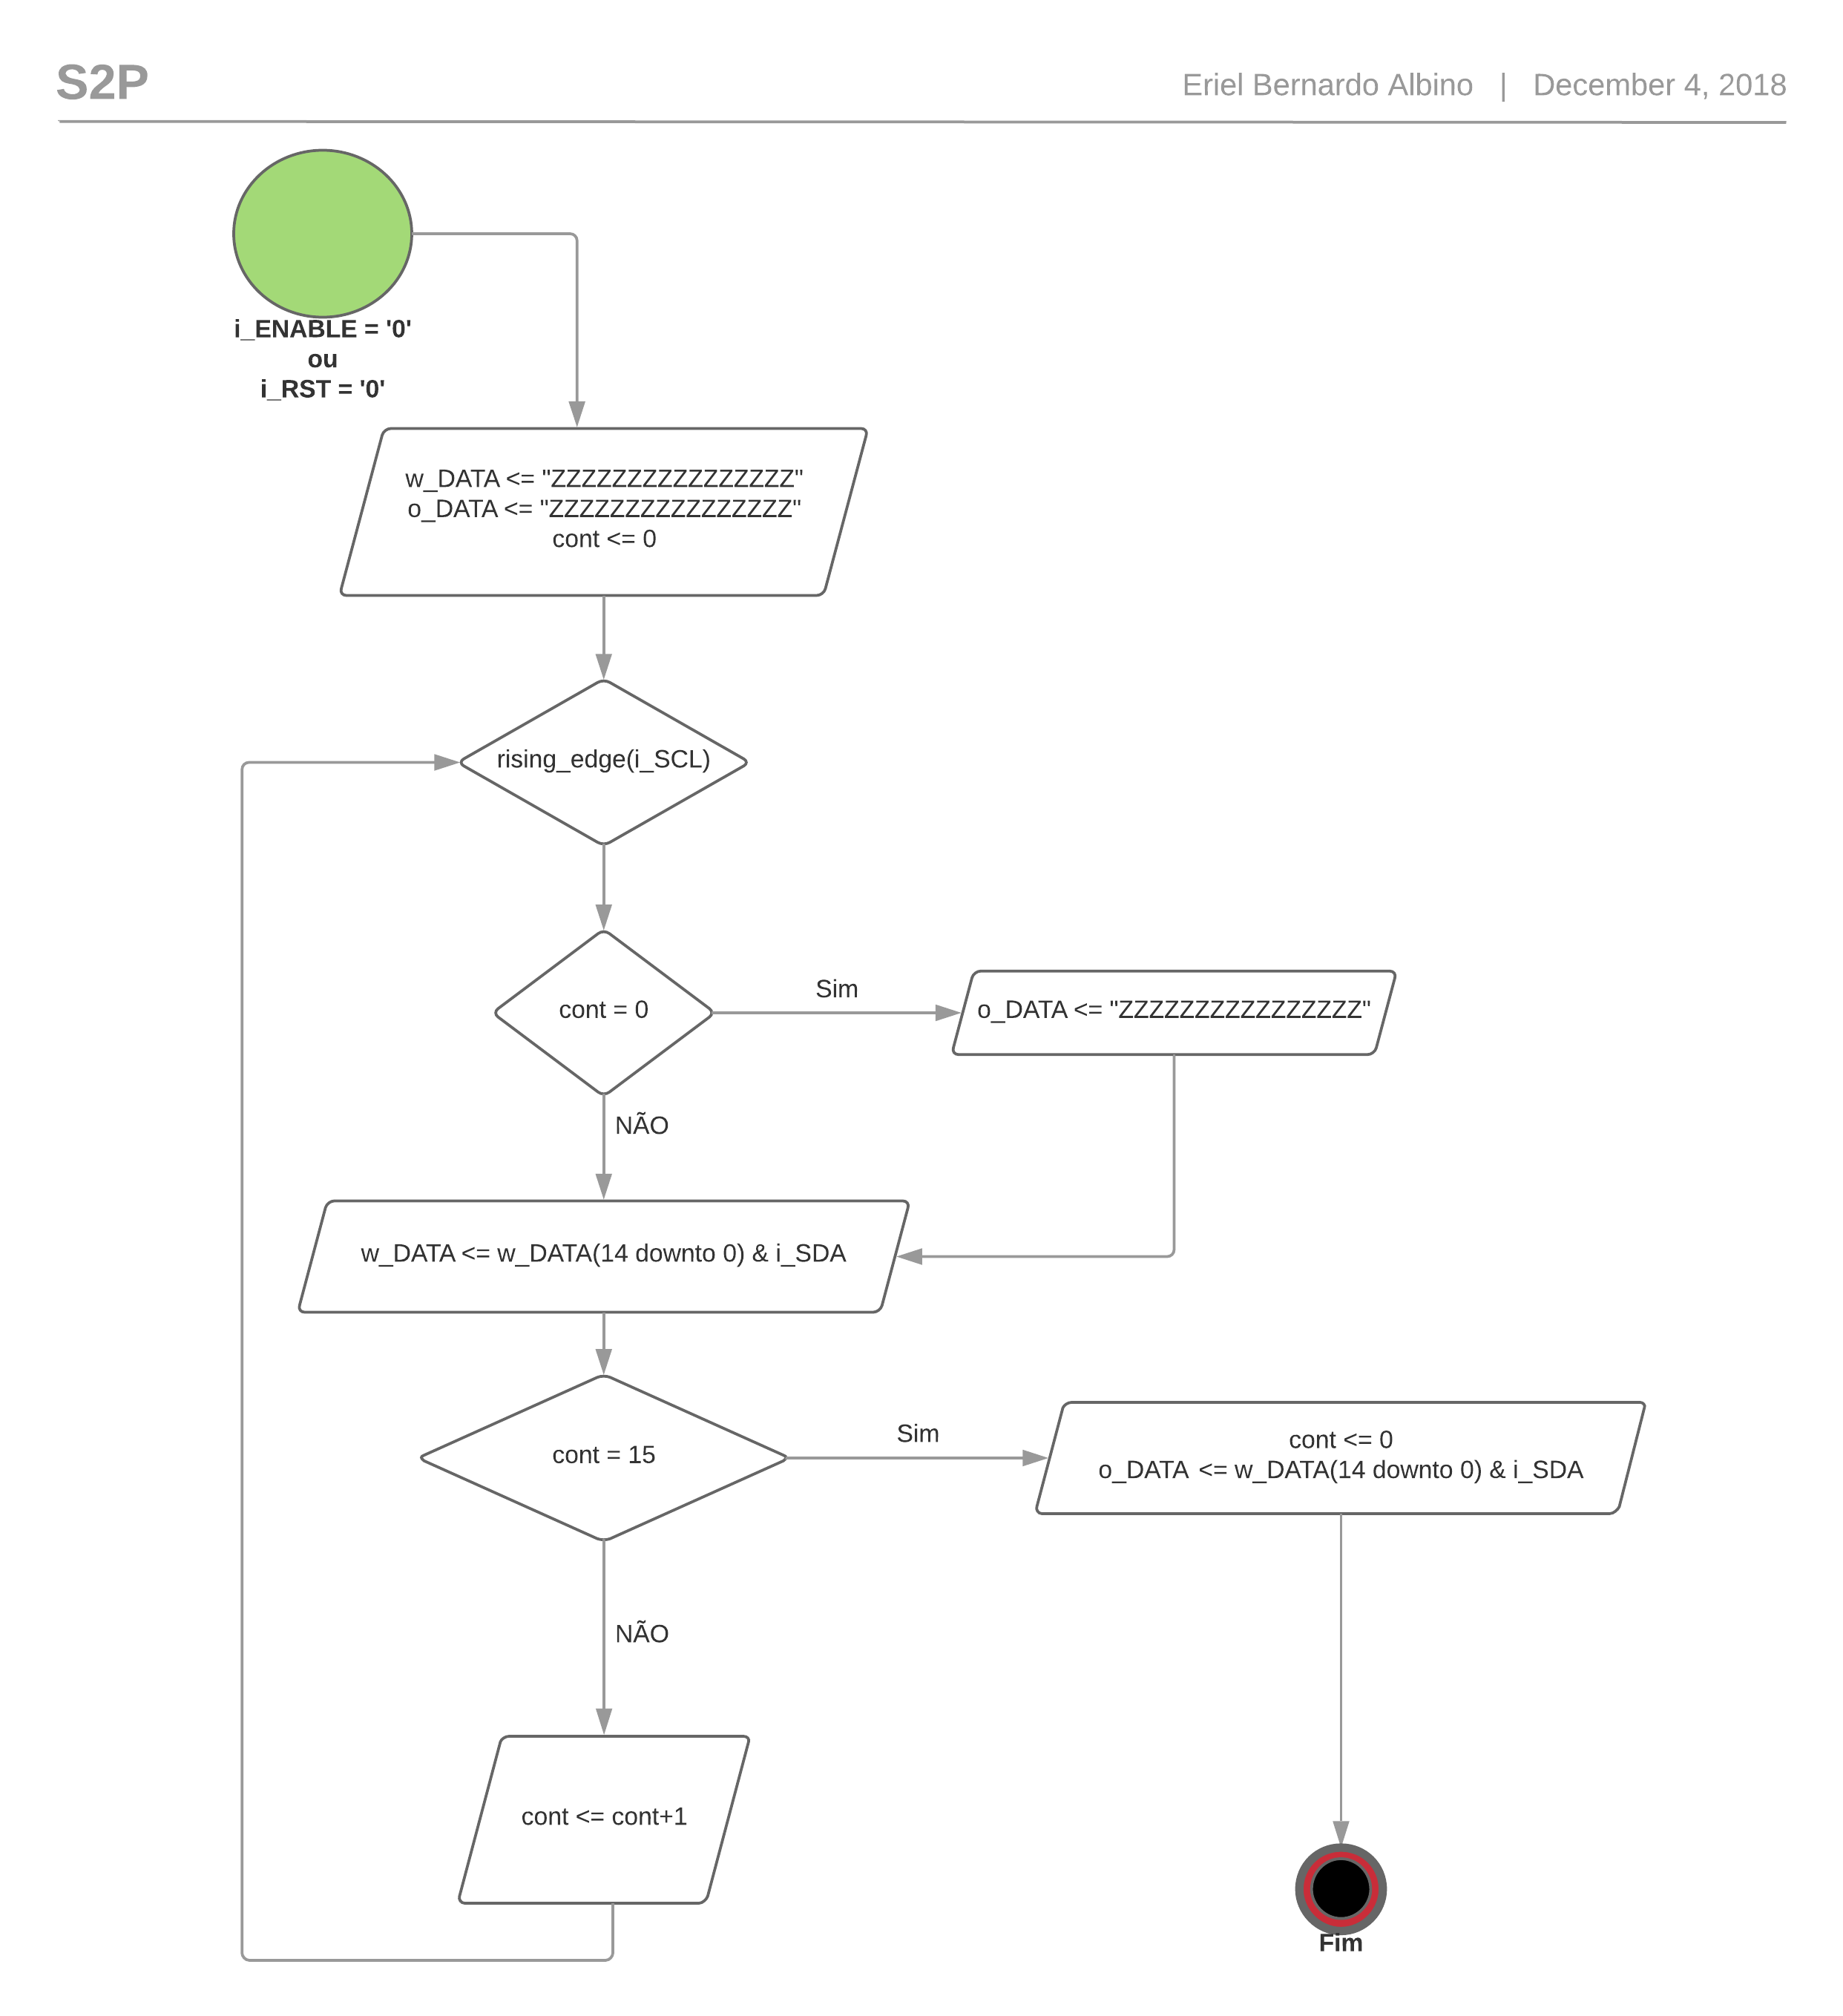 S2P
Eriel Bernardo Albino | December 4, 2018
i_ENABLE = '0'
ou
i_RST = '0'
w_DATA <= "ZZZZZZZZZZZZZZZZ"
o_DATA <= "ZZZZZZZZZZZZZZZZ"
cont <= 0
rising_edge(i_SCL)
cont = 0
Sim
o_DATA <= "ZZZZZZZZZZZZZZZZ"
NÃO
w_DATA <= w_DATA(14 downto 0) & i_SDA
cont = 15
Sim
cont <= 0
o_DATA <= w_DATA(14 downto 0) & i_SDA
NÃO
cont <= cont+1
Fim